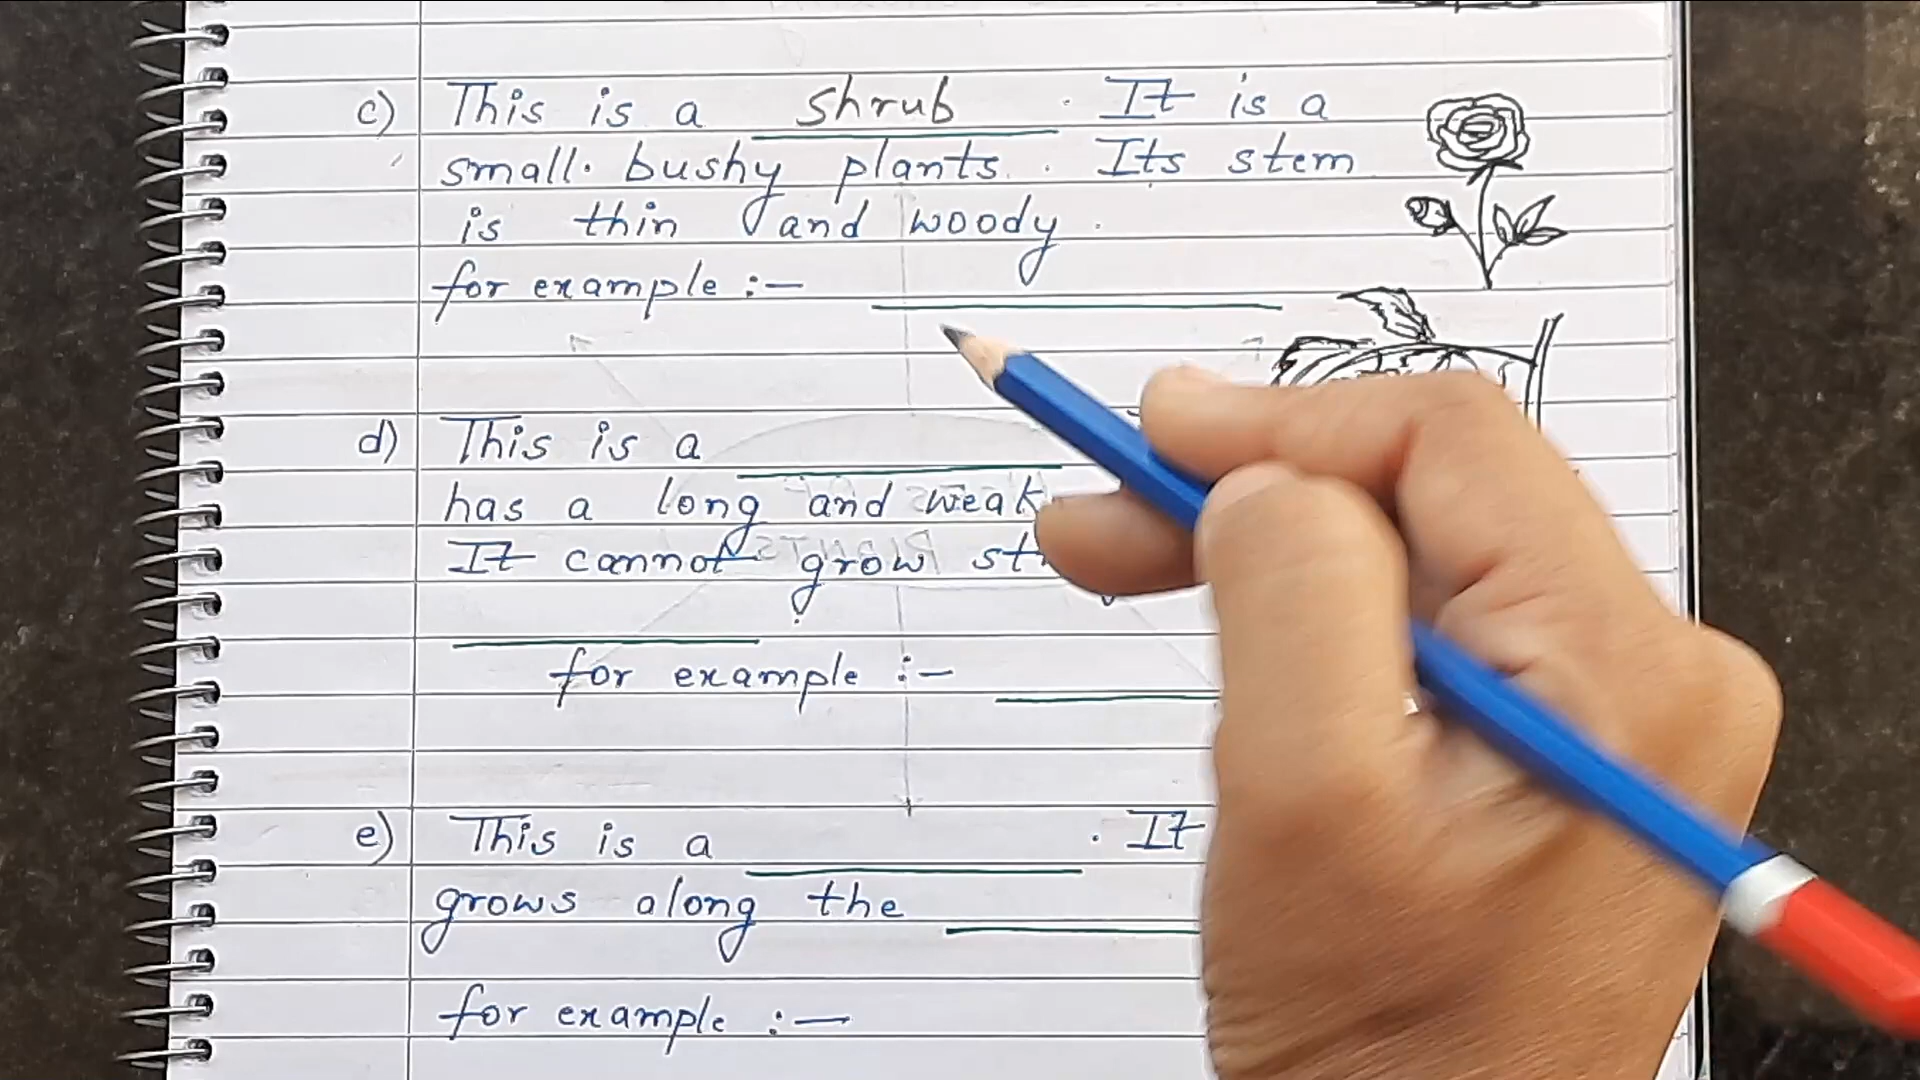 c) This is a shrub . It is a
small. bushy plants . Its stem
is thin and woody .
for example :-
d) This is a
has a long and weak
It cannot grow
for example :-
e) This is a . It
grows along the
for example :-